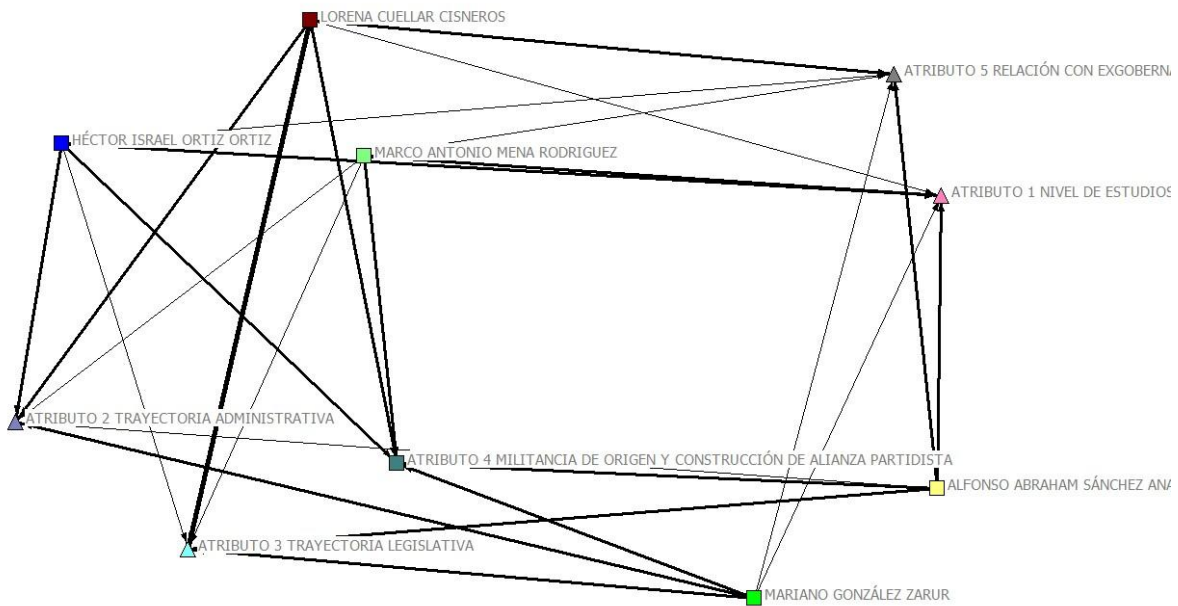 LORENA CUELLAR CISNEROS
ATRIBUTO 5 RELACIÓN CON EXGOBERNA
HÉCTOR ISRAEL ORTIZ ORTIZ
MARCO ANTONIO MENA RODRIGUEZ
ATRIBUTO 1 NIVEL DE ESTUDIOS
ATRIBUTO 2 TRAYECTORIA ADMINISTRATIVA
ATRIBUTO 4 MILITANCIA DE ORIGEN Y CONSTRUCCIÓN DE ALIANZA PARTIDISTA
ALFONSO ABRAHAM SÁNCHEZ ANA
ATRIBUTO 3 TRAYECTORIA LEGISLATIVA
MARIANO GONZÁLEZ ZARUR